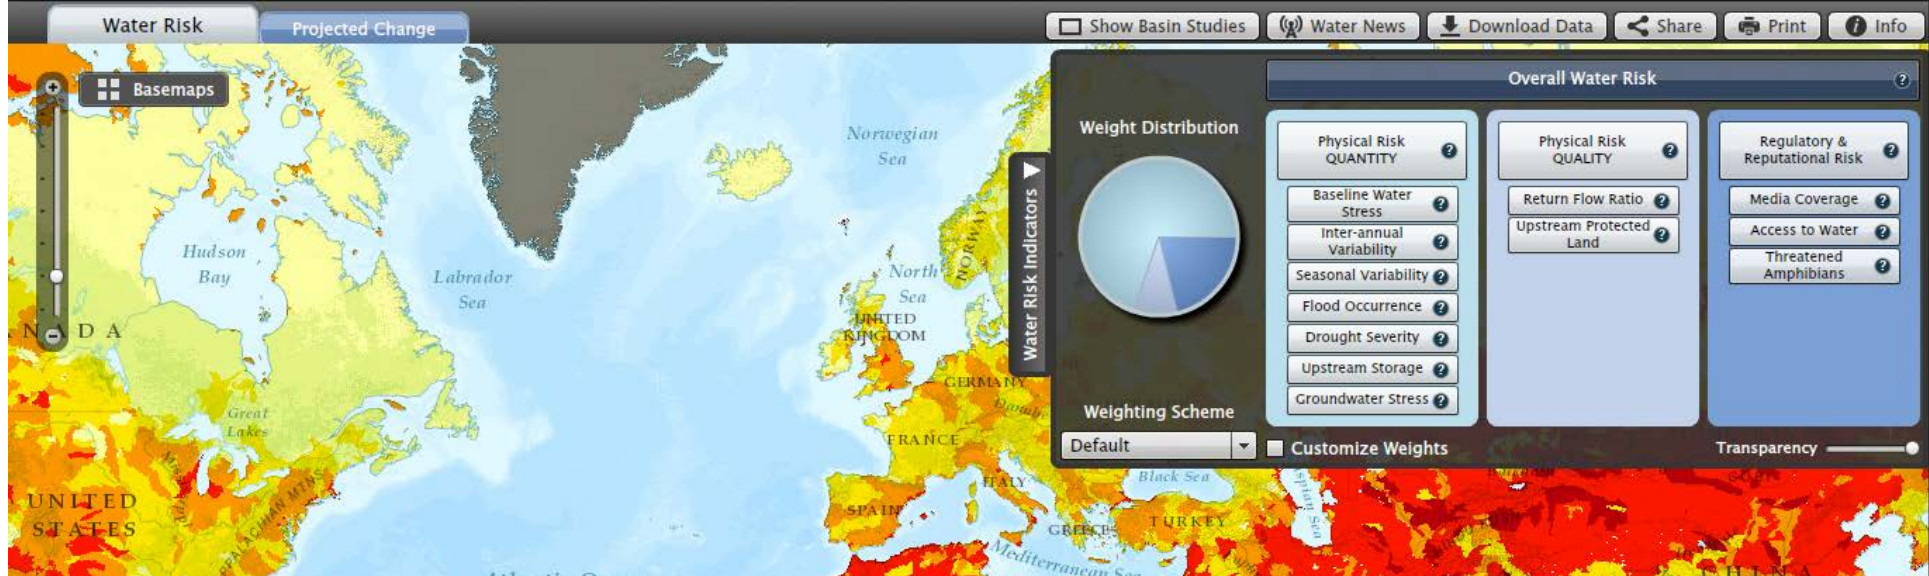 Water Risk
Projected Change
Show Basin Studies
Water News
Download Data
Share
Print
Info
Basemaps
Hudson
Bay
Labrador
Sea
Norwegian
Sea
North
Sea
NORWAY
UNITED
KINGDOM
GERMANY
FRANCE
SPAIN
ITALY
GREECE
TURKEY
Black Sea
Mediterranean Sea
Great
Lakes
UNITED
STATES
CHINA
Water Risk Indicators
Weight Distribution
Weighting Scheme
Default
Customize Weights
Transparency
Overall Water Risk
Physical Risk
QUANTITY
Baseline Water
Stress
Inter-annual
Variability
Seasonal Variability
Flood Occurrence
Drought Severity
Upstream Storage
Groundwater Stress
Physical Risk
QUALITY
Return Flow Ratio
Upstream Protected
Land
Regulatory &
Reputational Risk
Media Coverage
Access to Water
Threatened
Amphibians